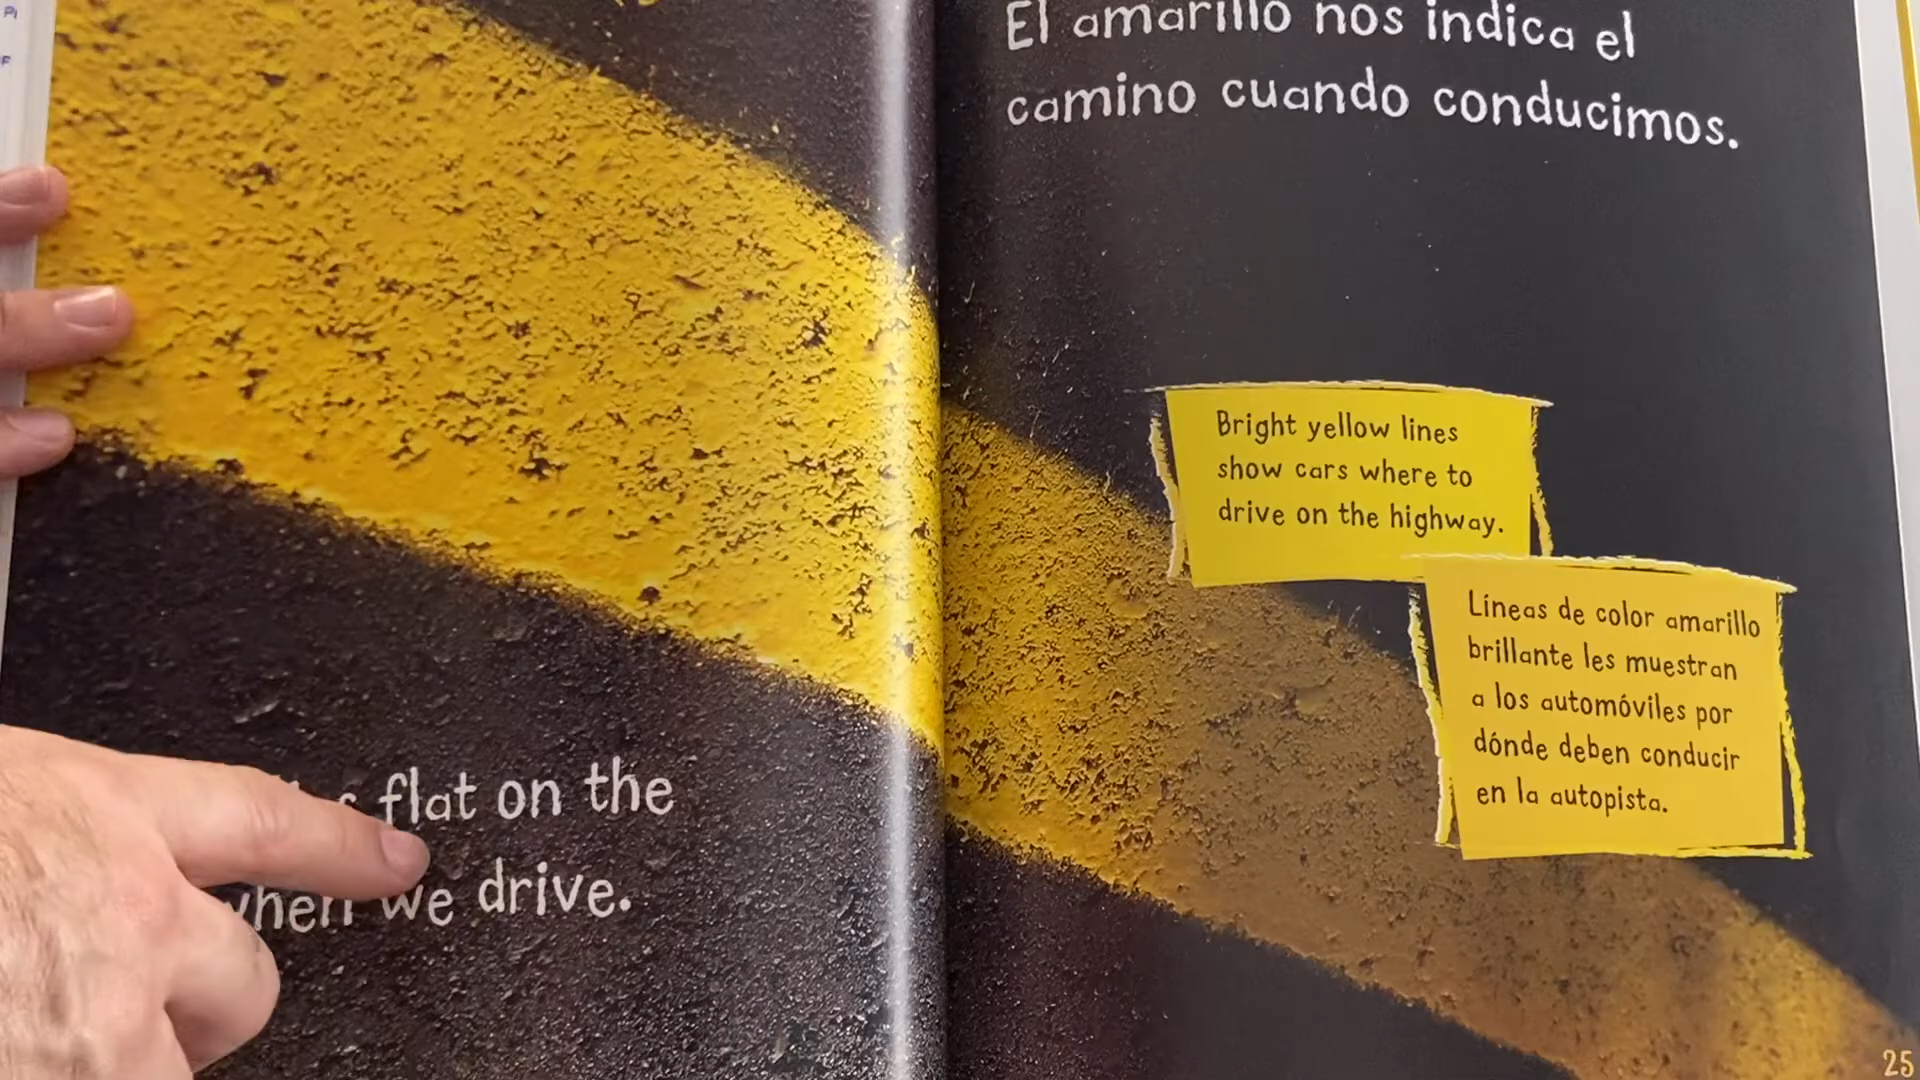 flat on the
when we drive.
El amarillo nos indica el
camino cuando conducimos.
Bright yellow lines
show cars where to
drive on the highway.
Líneas de color amarillo
brillante les muestran
a los automóviles por
dónde deben conducir
en la autopista.
25